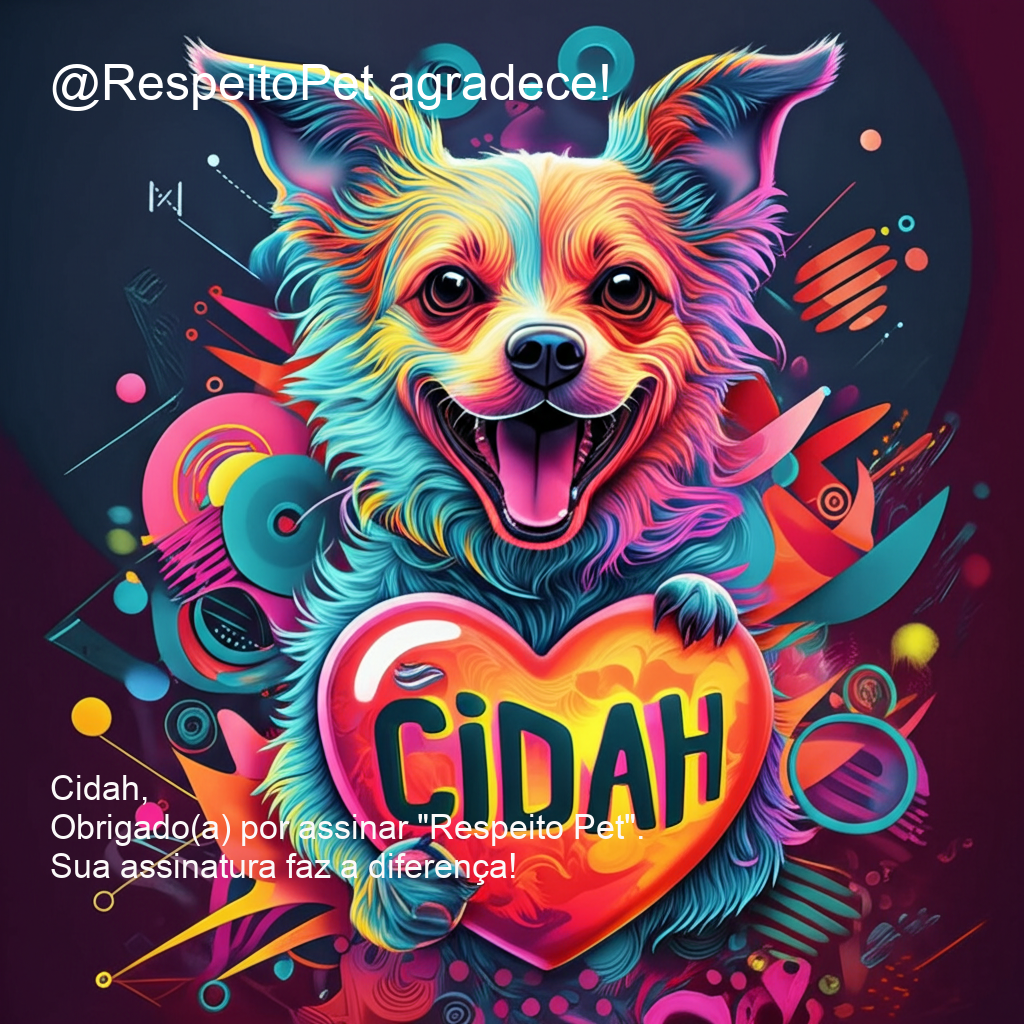 @RespeitoPet agradece!
CiDAH
Cidah,
Obrigado(a) por assinar "Respeito Pet".
Sua assinatura faz a diferença!